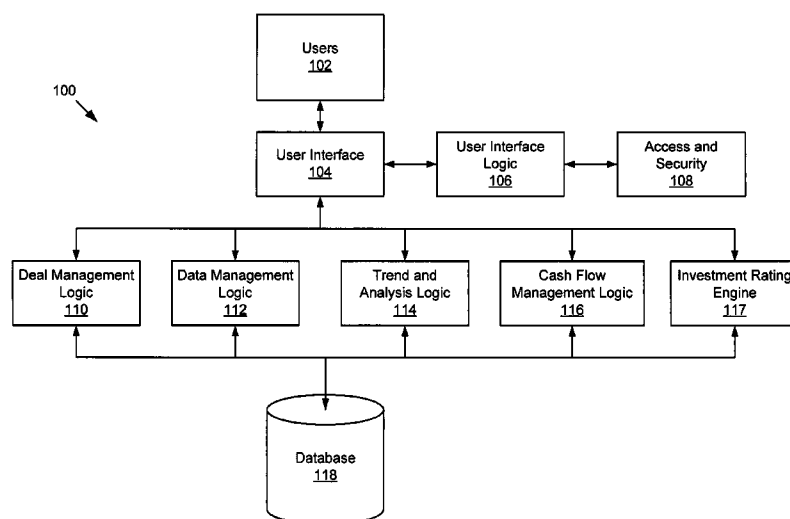 Users
102
100
User Interface
104
User Interface
Logic
106
Access and
Security
108
Deal Management
Logic
110
Data Management
Logic
112
Trend and
Analysis Logic
114
Cash Flow
Management Logic
116
Investment Rating
Engine
117
Database
118